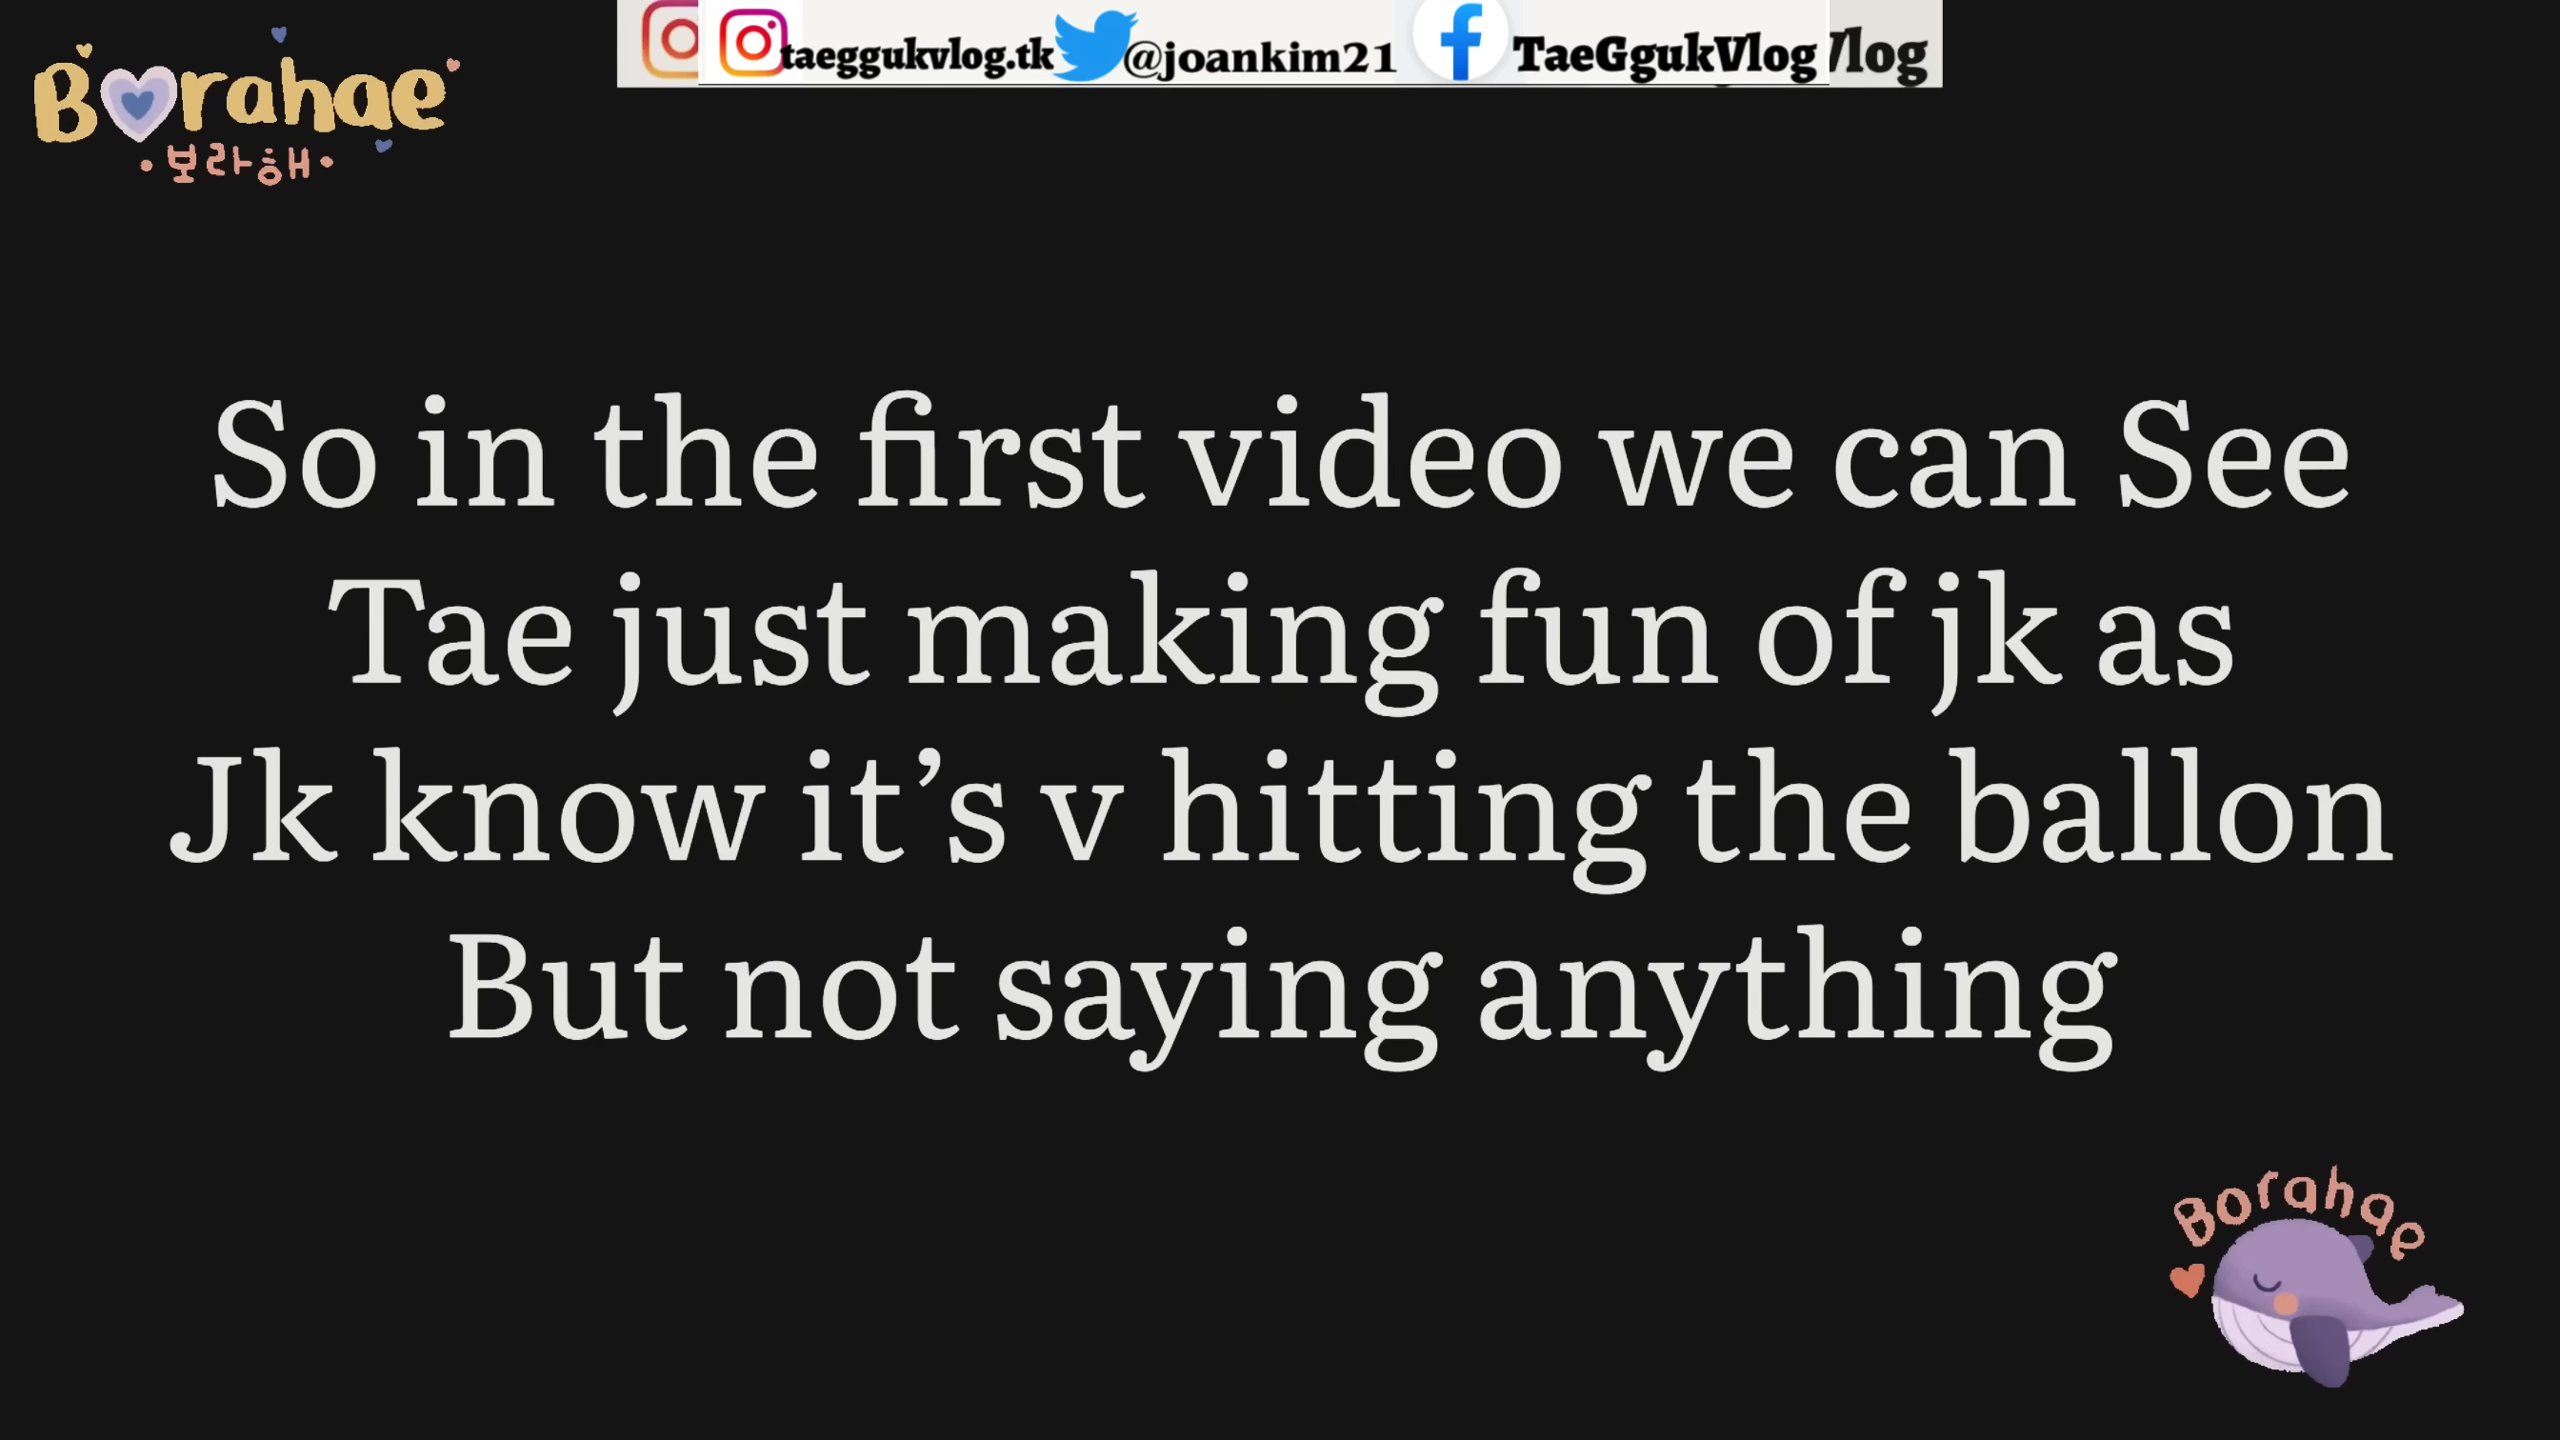 Borahae
보라해
taeggukvlog.tk @joankim21 TaeGgukVlog Vlog
So in the first video we can See
Tae just making fun of jk as
Jk know it’s v hitting the ballon
But not saying anything
Borahae